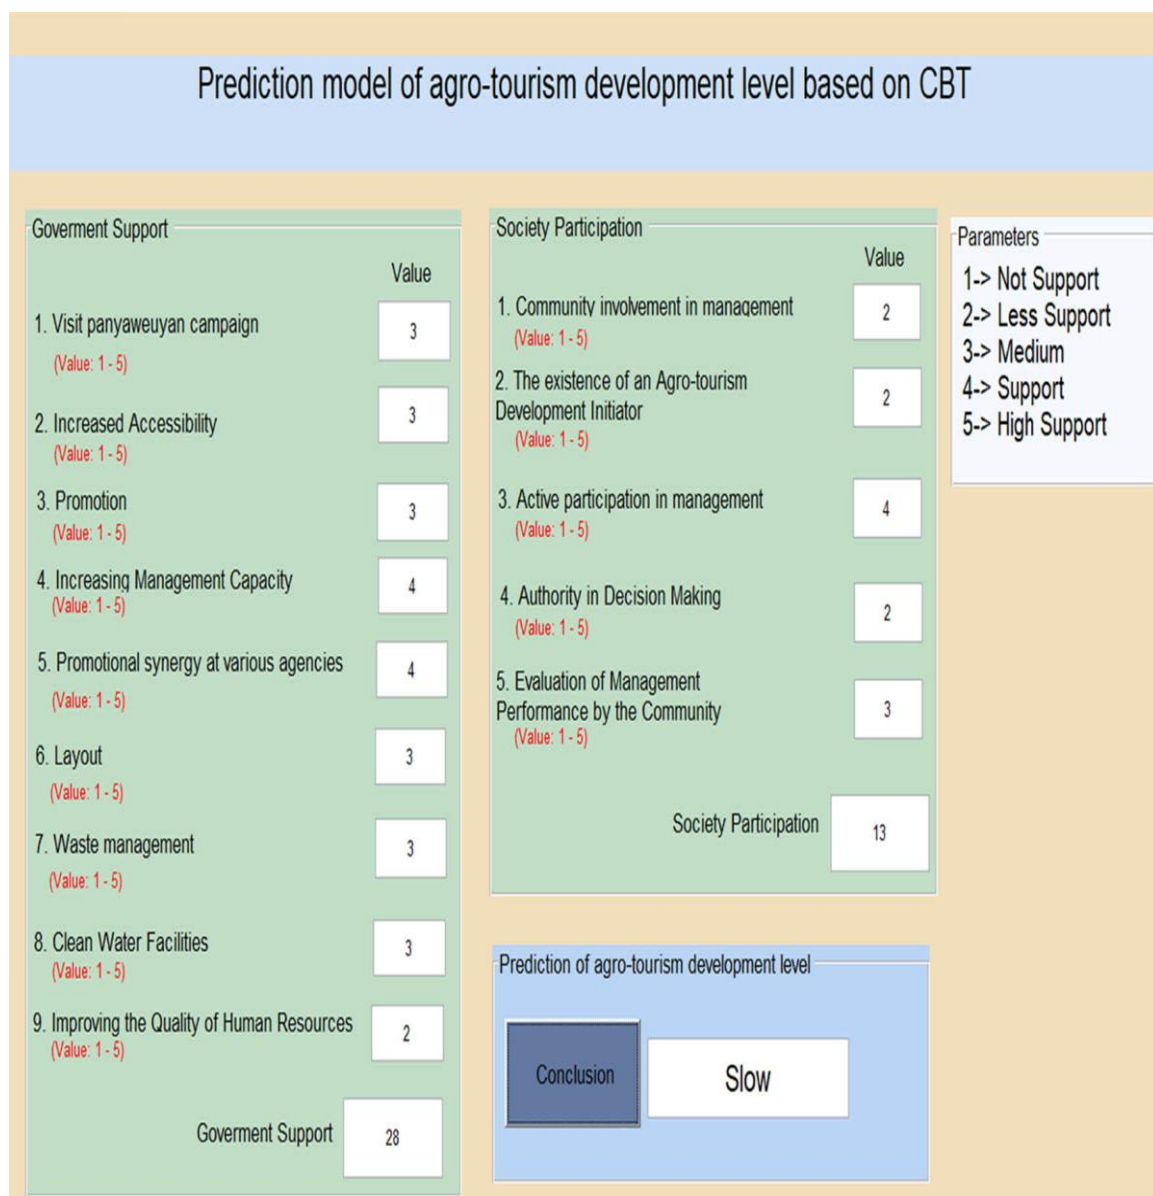 Prediction model of agro-tourism development level based on CBT
Goverment Support
Value
1. Visit panyaweuyan campaign
3
(Value: 1 - 5)
2. Increased Accessibility
3
(Value: 1 - 5)
3. Promotion
3
(Value: 1 - 5)
4. Increasing Management Capacity
4
(Value: 1 - 5)
5. Promotional synergy at various agencies
4
(Value: 1 - 5)
6. Layout
3
(Value: 1 - 5)
7. Waste management
3
(Value: 1 - 5)
8. Clean Water Facilities
3
(Value: 1 - 5)
9. Improving the Quality of Human Resources
2
(Value: 1 - 5)
Goverment Support
28
Society Participation
Value
1. Community involvement in management
2
(Value: 1 - 5)
2. The existence of an Agro-tourism
Development Initiator
2
(Value: 1 - 5)
3. Active participation in management
4
(Value: 1 - 5)
4. Authority in Decision Making
2
(Value: 1 - 5)
5. Evaluation of Management
Performance by the Community
3
(Value: 1 - 5)
Society Participation
13
Parameters
1-> Not Support
2-> Less Support
3-> Medium
4-> Support
5-> High Support
Prediction of agro-tourism development level
Conclusion
Slow